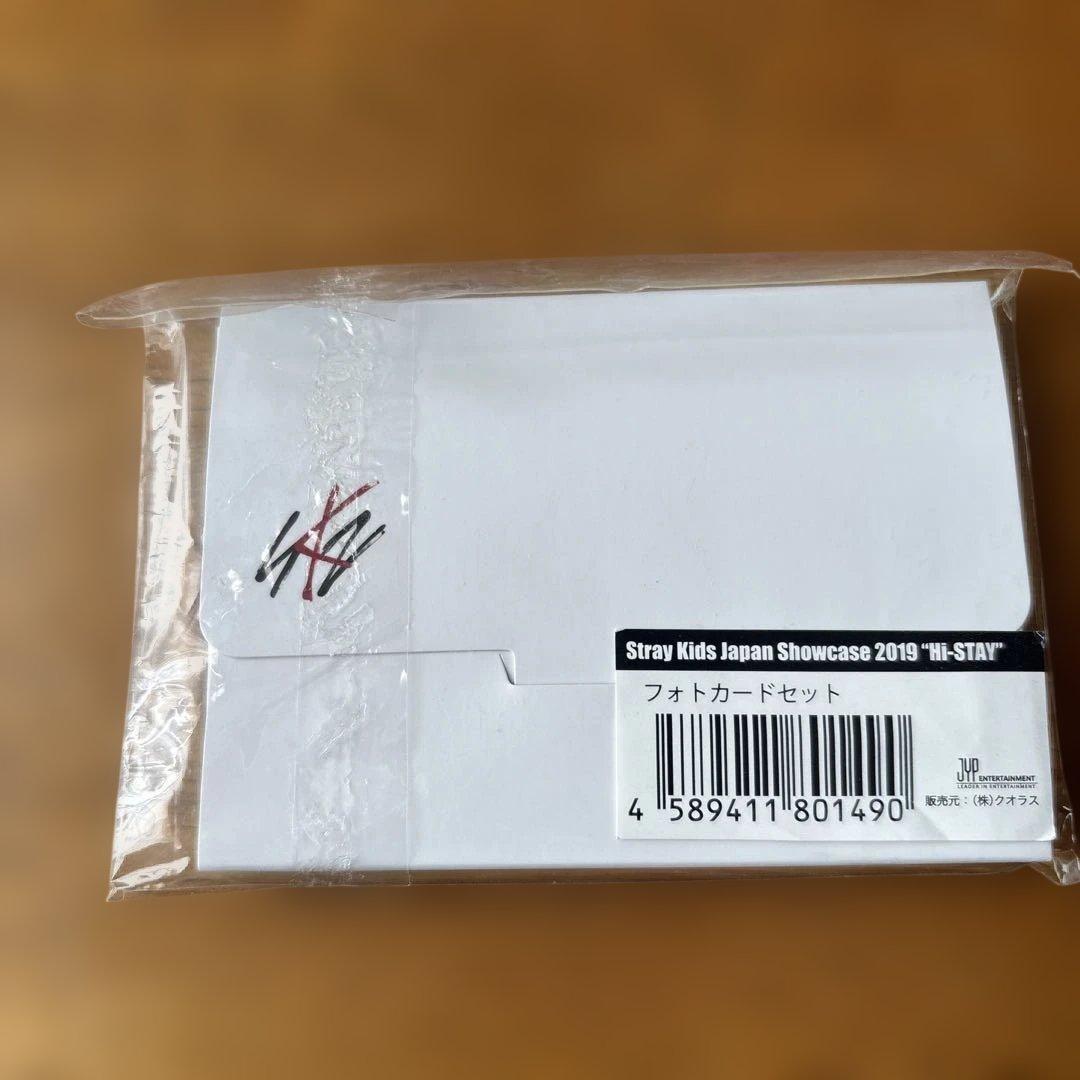 SKZ
Stray Kids Japan Showcase 2019 “Hi-STAY”
フォトカードセット
4 589411 801490
JYP ENTERTAINMENT
LEADER IN ENTERTAINMENT
販売元：(株)クオラス